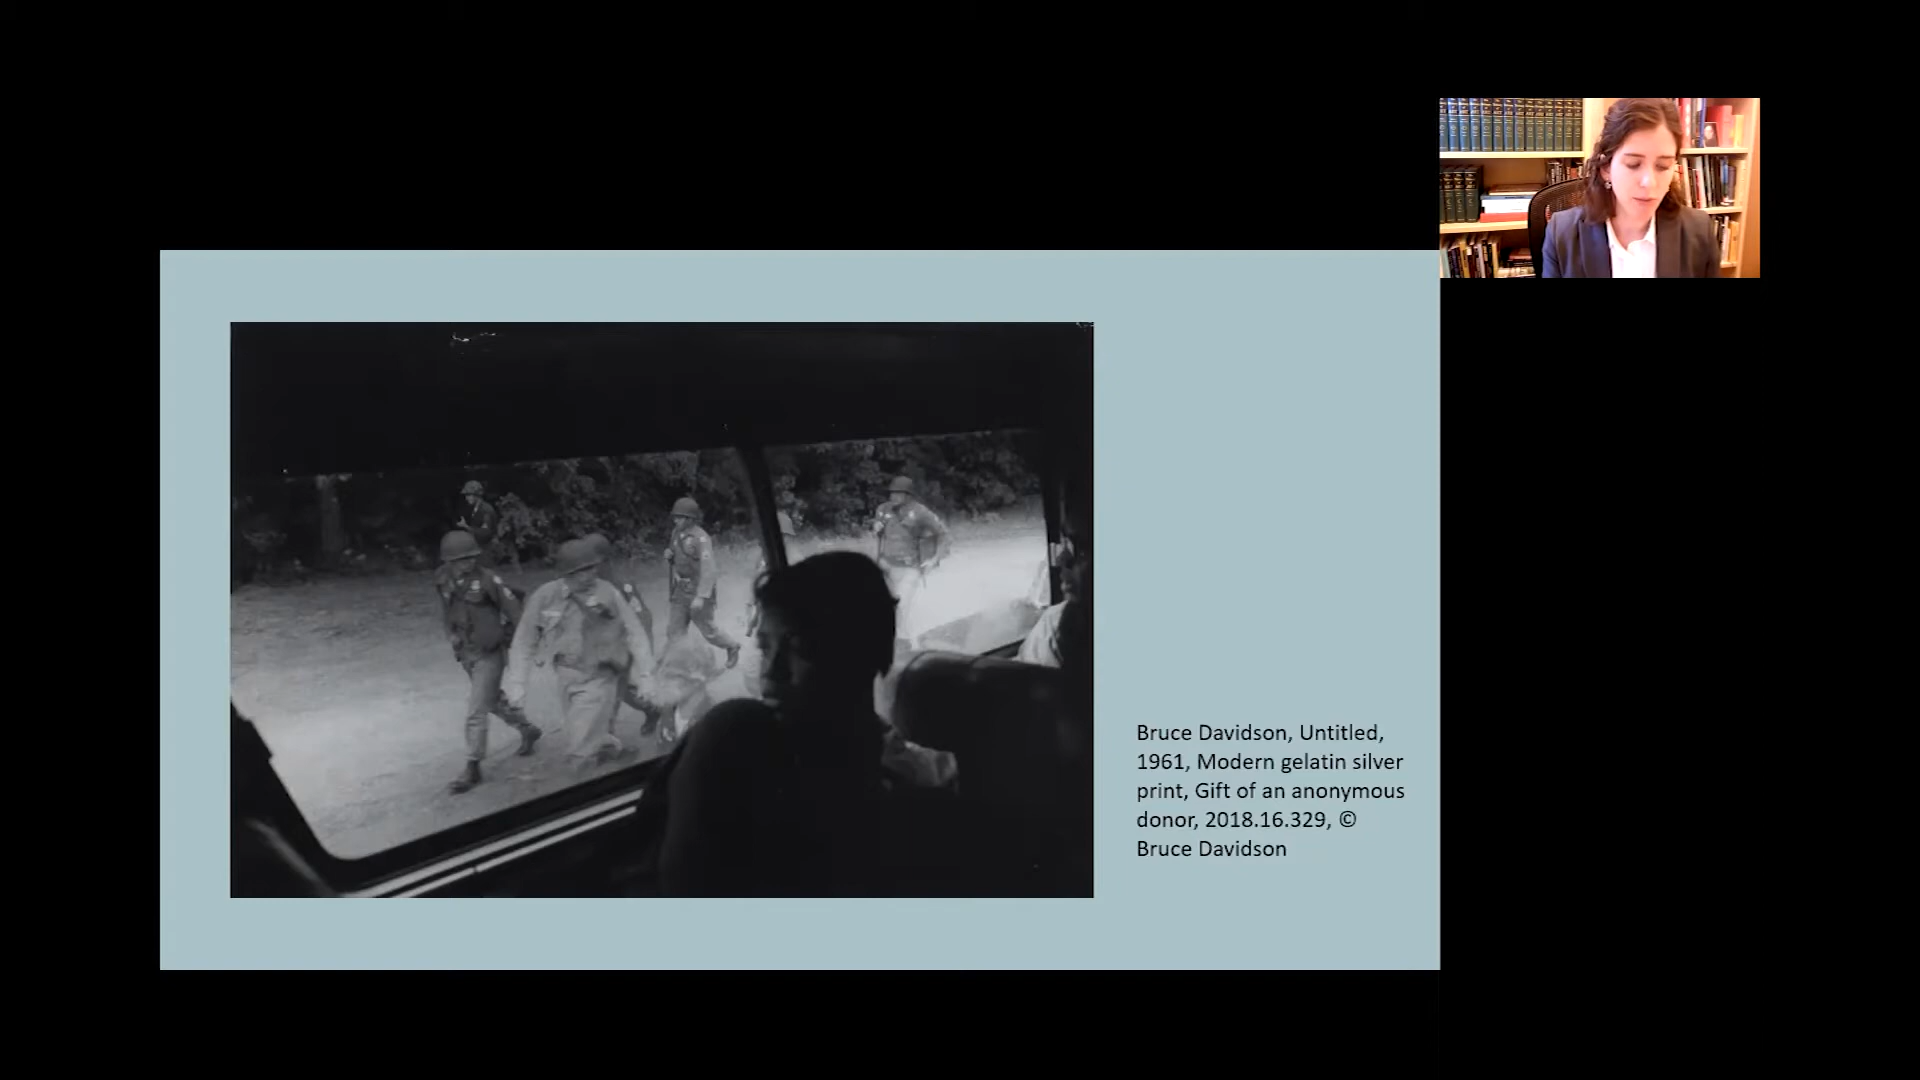 Bruce Davidson, Untitled,
1961, Modern gelatin silver
print, Gift of an anonymous
donor, 2018.16.329, ©
Bruce Davidson